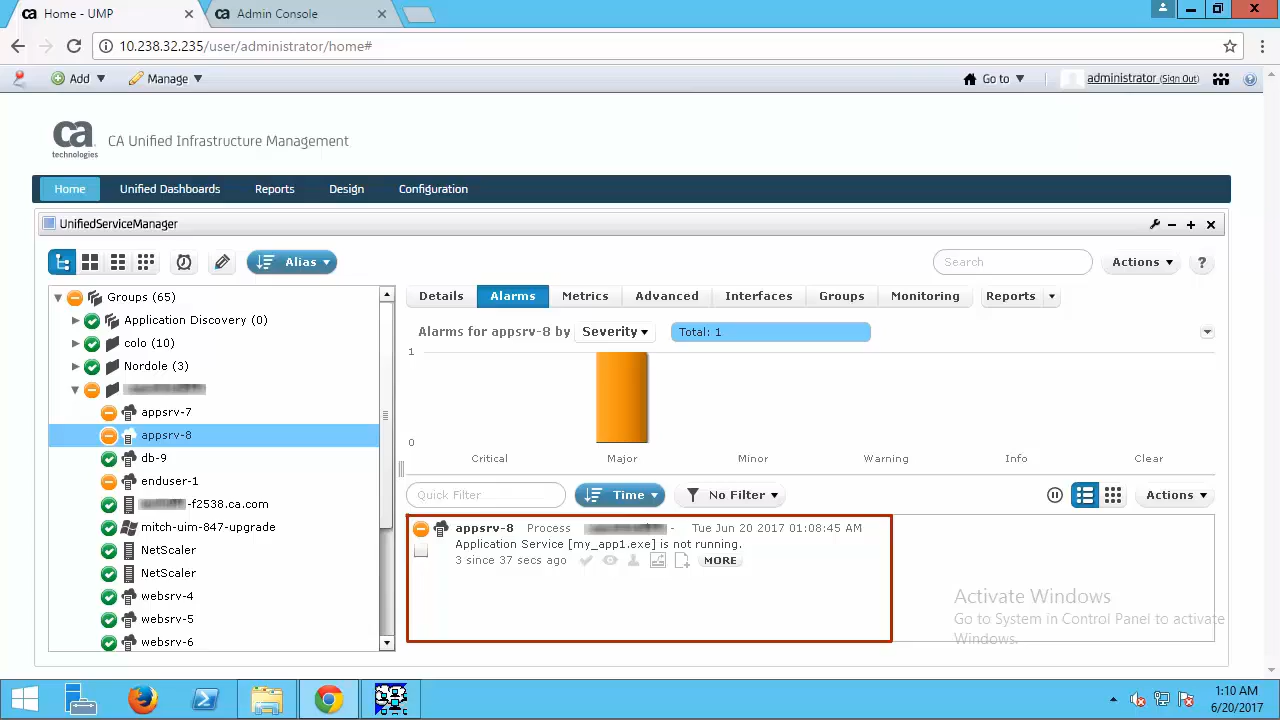 Home - UMP
Admin Console
10.238.32.235/user/administrator/home#
Add
Manage
Go to
administrator (Sign Out)
ca
technologies
CA Unified Infrastructure Management
Home
Unified Dashboards
Reports
Design
Configuration
UnifiedServiceManager
Alias
Search
Actions
?
Groups (65)
Application Discovery (0)
colo (10)
Nordole (3)
appsrv-7
appsrv-8
db-9
enduser-1
-f2538.ca.com
mitch-uim-847-upgrade
NetScaler
NetScaler
websrv-4
websrv-5
websrv-6
Details
Alarms
Metrics
Advanced
Interfaces
Groups
Monitoring
Reports
Alarms for appsrv-8 by Severity
Total: 1
1
0
Critical
Major
Minor
Warning
Info
Clear
Quick Filter
Time
No Filter
Actions
appsrv-8 Process - Tue Jun 20 2017 01:08:45 AM
Application Service [my_app1.exe] is not running.
3 since 37 secs ago
MORE
Activate Windows
Go to System in Control Panel to activate
Windows.
1:10 AM
6/20/2017